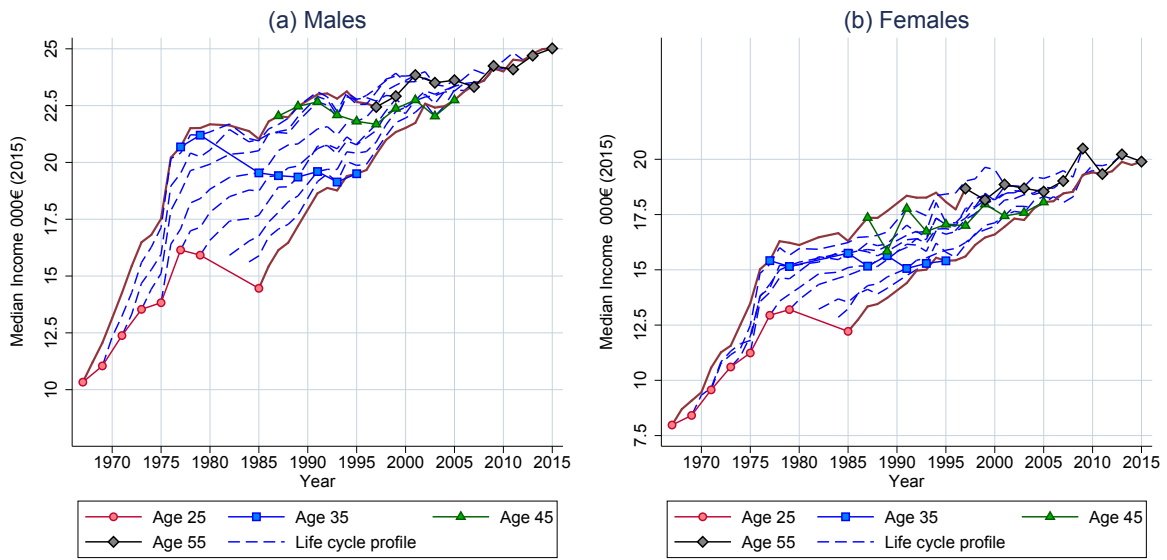 (a) Males
(b) Females
Median Income 000€ (2015)
25
22.5
20
17.5
15
12.5
10
1970 1975 1980 1985 1990 1995 2000 2005 2010 2015
Year
Age 25 Age 35 Age 45
Age 55 Life cycle profile
Median Income 000€ (2015)
20
17.5
15
12.5
10
7.5
1970 1975 1980 1985 1990 1995 2000 2005 2010 2015
Year
Age 25 Age 35 Age 45
Age 55 Life cycle profile